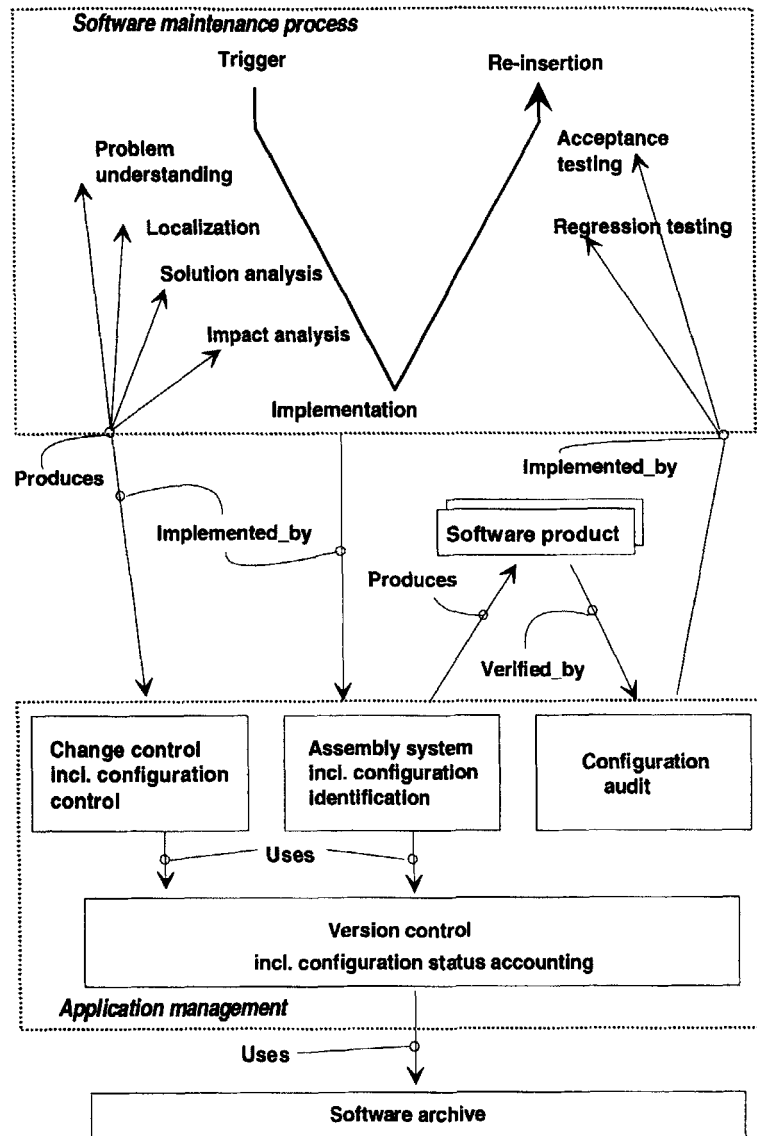 Software maintenance process
Trigger
Re-insertion
Problem
understanding
Acceptance
testing
Localization
Regression testing
Solution analysis
Impact analysis
Implementation
Produces
Implemented_by
Implemented_by
Software product
Produces
Verified_by
Change control
incl. configuration
control
Assembly system
incl. configuration
identification
Configuration
audit
Uses
Version control
incl. configuration status accounting
Application management
Uses
Software archive